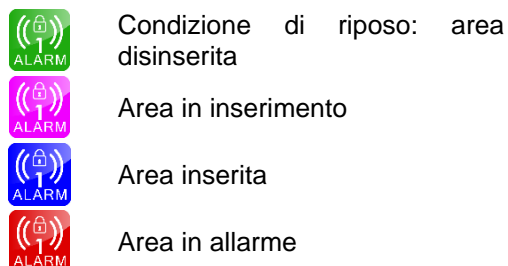 1
ALARM
Condizione di riposo: area
disinserita
1
ALARM
Area in inserimento
1
ALARM
Area inserita
1
ALARM
Area in allarme